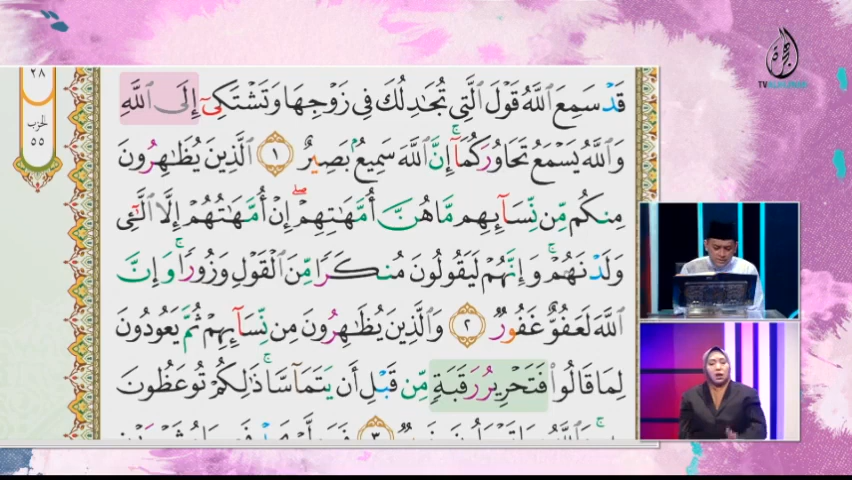 ٢٨
الحزب
٥٥
قَدْ سَمِعَ ٱللَّهُ قَوْلَ ٱلَّتِي تُجَٰدِلُكَ فِي زَوْجِهَا وَتَشْتَكِيٓ إِلَى ٱللَّهِ
وَٱللَّهُ يَسْمَعُ تَحَاوُرَكُمَآۚ إِنَّ ٱللَّهَ سَمِيعُۢ بَصِيرٌ ١ ٱلَّذِينَ يُظَٰهِرُونَ
مِنكُم مِّن نِّسَآئِهِم مَّا هُنَّ أُمَّهَٰتِهِمْۖ إِنْ أُمَّهَٰتُهُمْ إِلَّا ٱلَّٰٓـِٔي
وَلَدْنَهُمْۚ وَإِنَّهُمْ لَيَقُولُونَ مُنكَرًا مِّنَ ٱلْقَوْلِ وَزُورًاۚ وَإِنَّ
ٱللَّهَ لَعَفُوٌّ غَفُورٌ ٢ وَٱلَّذِينَ يُظَٰهِرُونَ مِن نِّسَآئِهِمْ ثُمَّ يَعُودُونَ
لِمَا قَالُوا۟ فَتَحْرِيرُ رَقَبَةٍ مِّن قَبْلِ أَن يَتَمَآسَّاۚ ذَٰلِكُمْ تُوعَظُونَ
٣